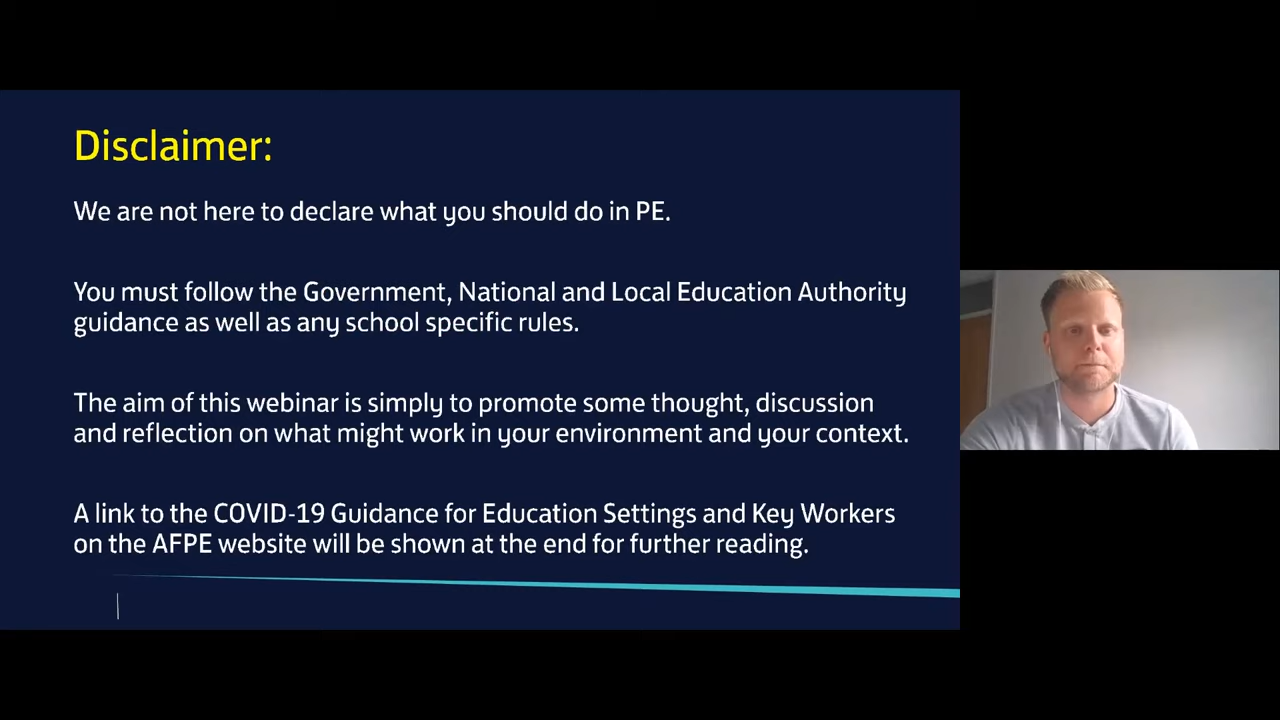 Disclaimer:
We are not here to declare what you should do in PE.
You must follow the Government, National and Local Education Authority
guidance as well as any school specific rules.
The aim of this webinar is simply to promote some thought, discussion
and reflection on what might work in your environment and your context.
A link to the COVID-19 Guidance for Education Settings and Key Workers
on the AFPE website will be shown at the end for further reading.